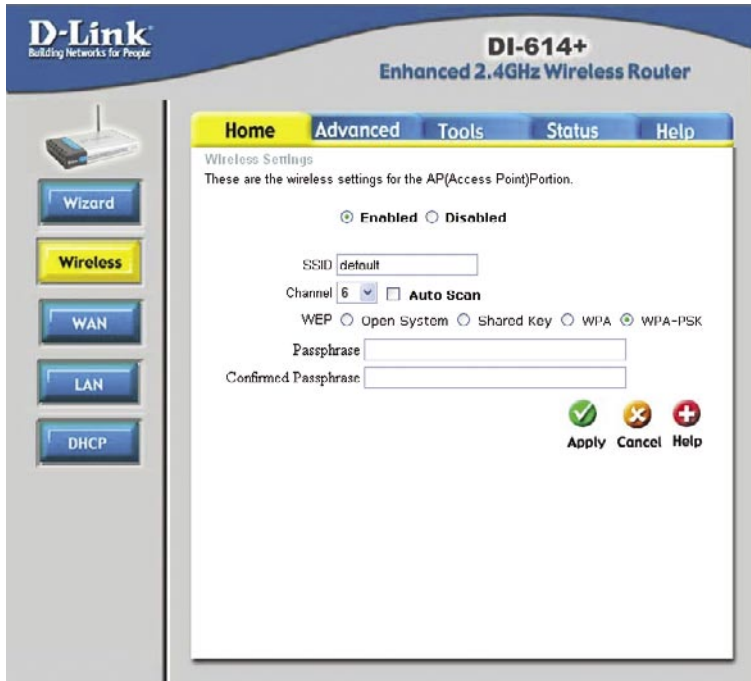 D-Link
Building Networks for People
DI-614+
Enhanced 2.4GHz Wireless Router
Home Advanced Tools Status Help
Wireless Settings
These are the wireless settings for the AP(Access Point)Portion.
Enabled Disabled
SSID default
Channel 6 Auto Scan
WEP Open System Shared Key WPA WPA-PSK
Passphrase
Confirmed Passphrase
Apply Cancel Help
Wizard
Wireless
WAN
LAN
DHCP